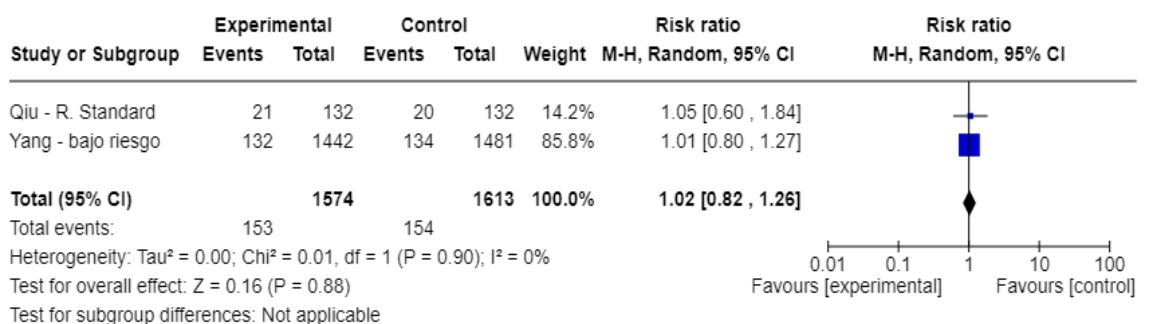 Experimental Control Risk ratio Risk ratio
Study or Subgroup Events Total Events Total Weight M-H, Random, 95% CI M-H, Random, 95% CI
Qiu - R. Standard 21 132 20 132 14.2% 1.05 [0.60 , 1.84]
Yang - bajo riesgo 132 1442 134 1481 85.8% 1.01 [0.80 , 1.27]
Total (95% CI) 1574 1613 100.0% 1.02 [0.82 , 1.26]
Total events: 153 154
Heterogeneity: Tau² = 0.00; Chi² = 0.01, df = 1 (P = 0.90); I² = 0%
Test for overall effect: Z = 0.16 (P = 0.88)
Test for subgroup differences: Not applicable
0.01 0.1 1 10 100
Favours [experimental] Favours [control]